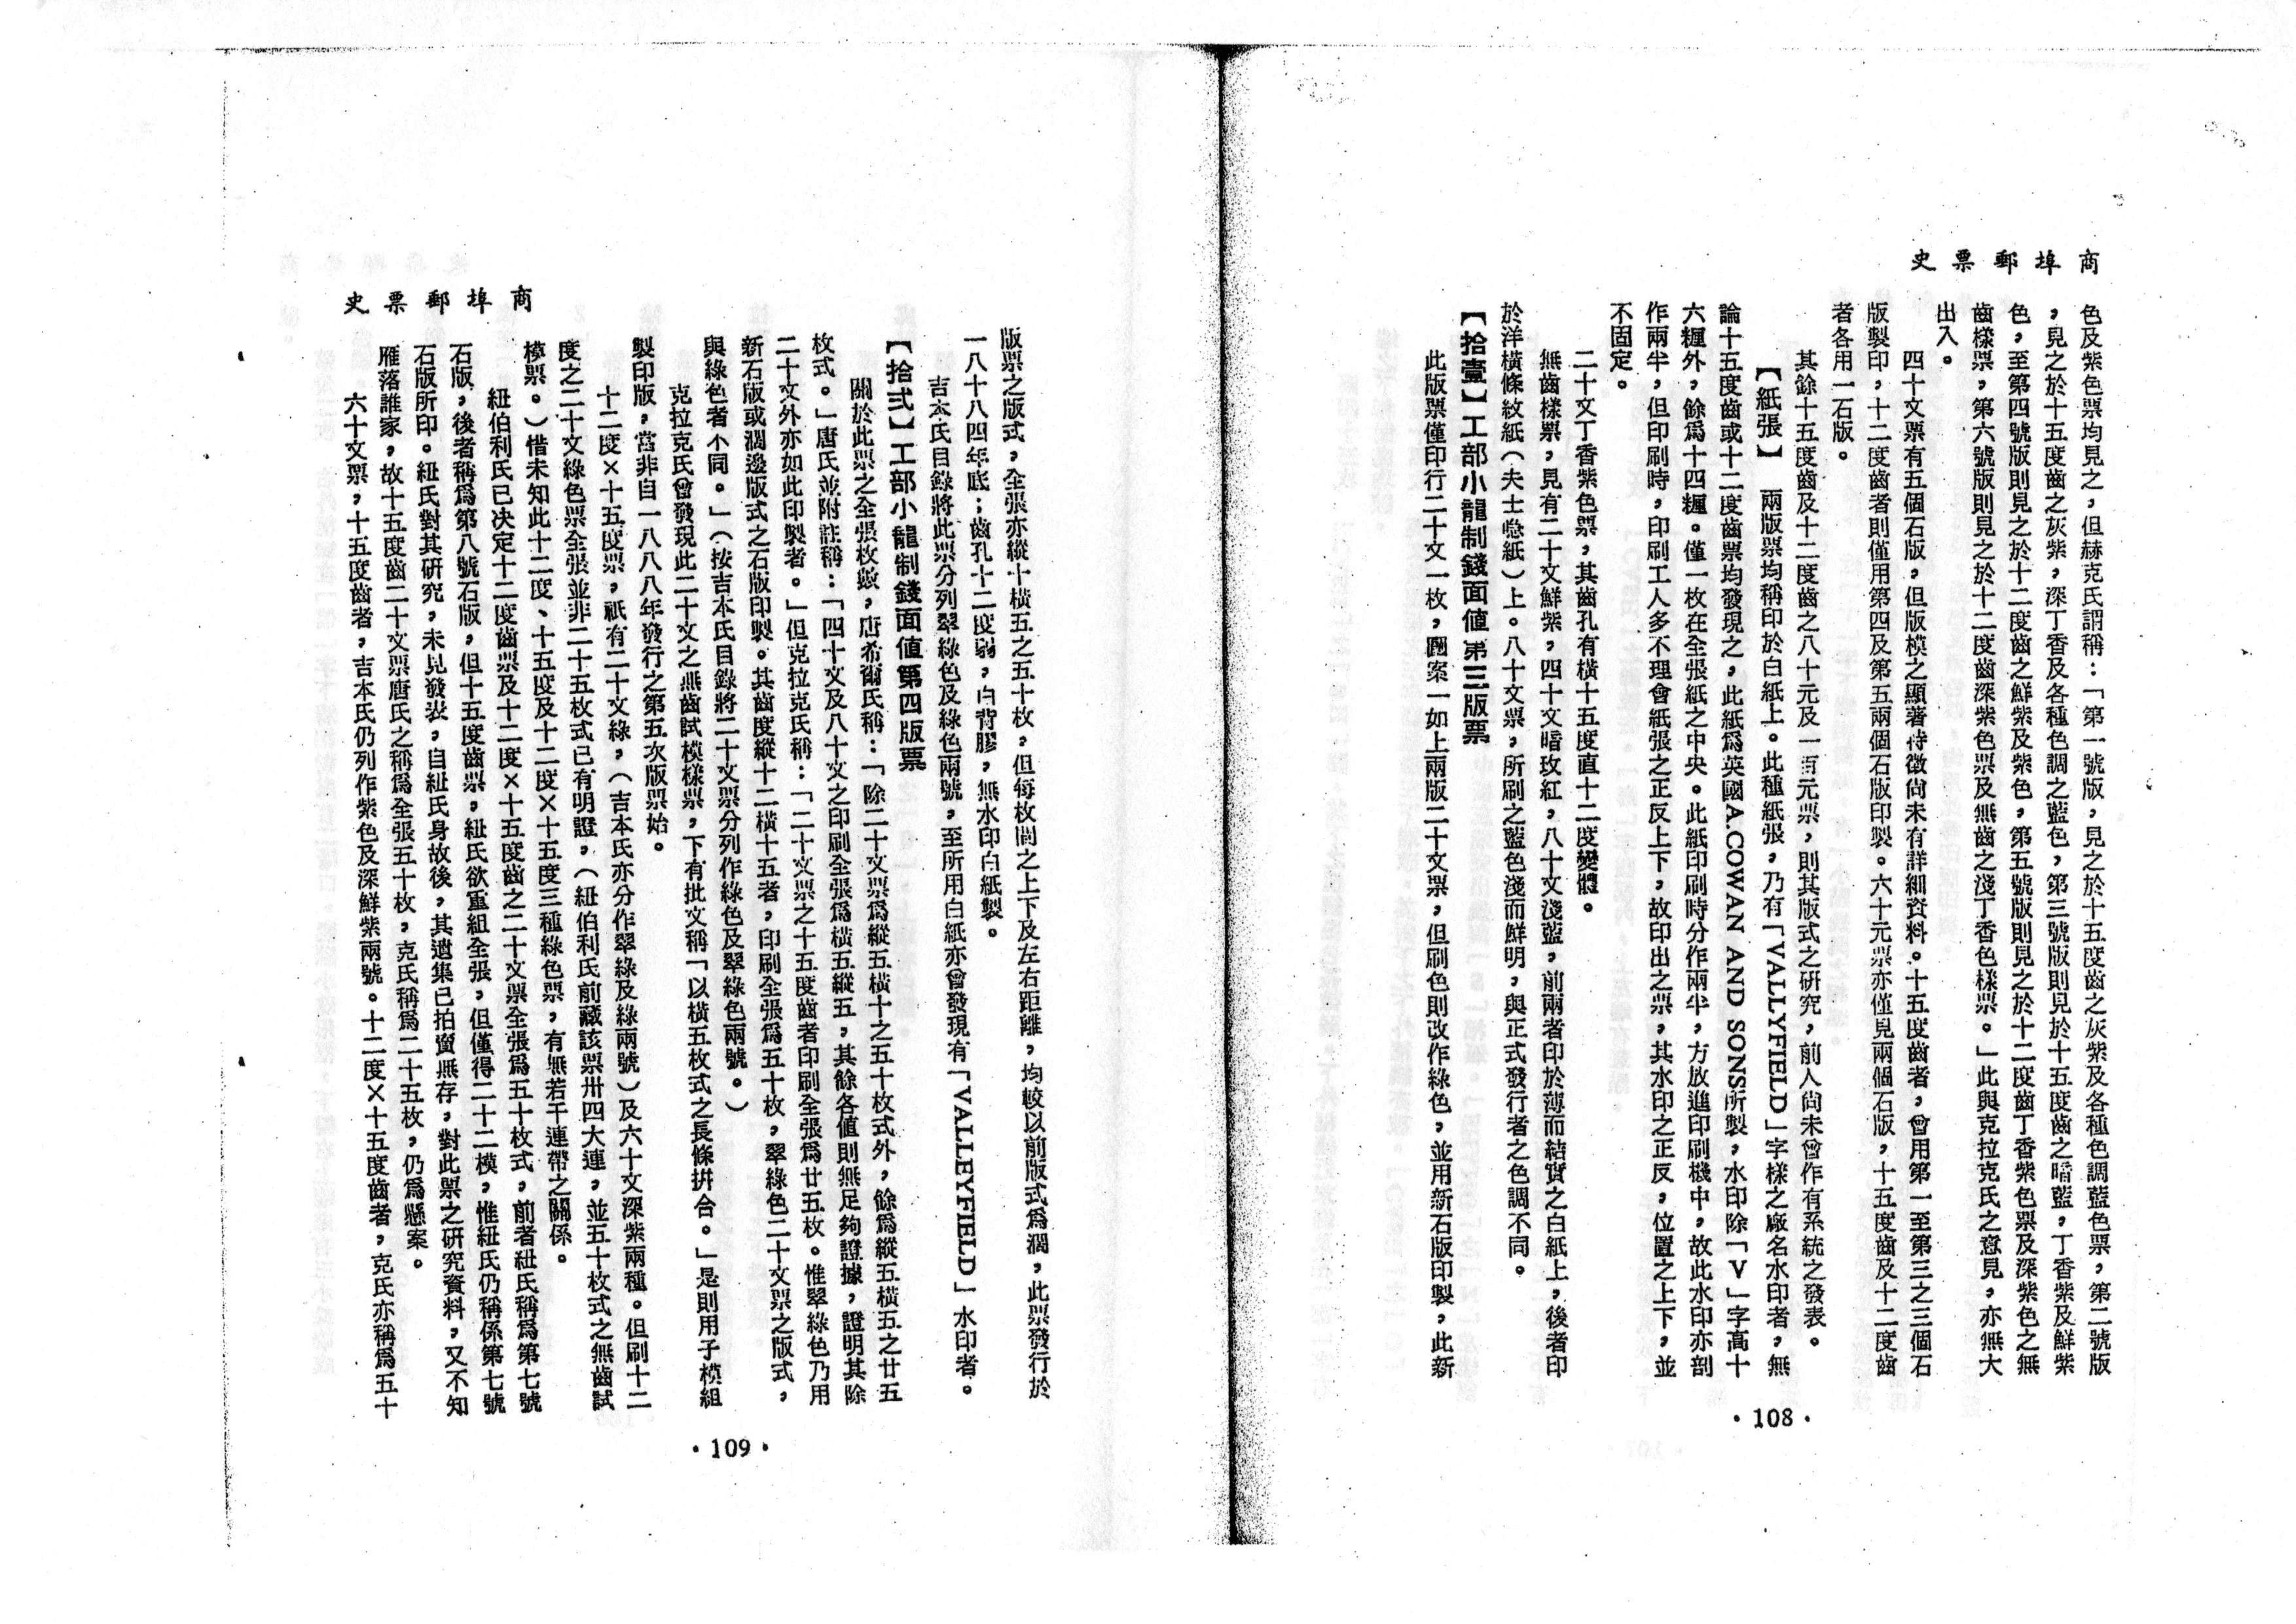 商埠郵票史
色及紫色票均見之，但赫克氏謂稱：「第一號版，見之於十五度齒之灰紫及各種色調藍色票，第二號版
，見之於十五度齒之灰紫，深丁香及各種色調之藍色，第三號版則見於十五度齒之暗藍，丁香紫及鮮紫
色，至第四號版則見之於十二度齒之鮮紫及紫色，第五號版則見之於十二度齒丁香紫色票及深紫色之無
齒樣票，第六號版則見之於十二度齒深紫色票及無齒之淺丁香色樣票。」此與克拉克氏之意見，亦無大
出入。
四十文票有五個石版，但版模之顯著特徵尚未有詳細資料。十五度齒者，曾用第一至第三之三個石
版製印，十二度齒者則僅用第四及第五兩個石版印製。六十元票亦僅見兩個石版，十五度齒及十二度齒
者各用一石版。
其餘十五度齒及十二度齒之八十元及一百元票，則其版式之研究，前人尚未曾作有系統之發表。
【紙張】　兩版票均稱印於白紙上。此種紙張，乃有「VALLYFIELD」字樣之廠名水印者，無
論十五度齒或十二度齒票均發現之，此紙爲英國A.COWAN AND SONS所製，水印除「V」字高十
六糎外，餘爲十四糎。僅一枚在全張紙之中央。此紙印刷時分作兩半，方放進印刷機中，故此水印亦剖
作兩半，但印刷時，印刷工人多不理會紙張之正反上下，故印出之票，其水印之正反，位置之上下，並
不固定。
二十文丁香紫色票，其齒孔有橫十五度直十二度變體。
無齒樣票，見有二十文鮮紫，四十文暗玫紅，八十文淺藍，前兩者印於薄而結實之白紙上，後者印
於洋橫條紋紙（夫士唸紙）上。八十文票，所刷之藍色淺而鮮明，與正式發行者之色調不同。
【拾壹】工部小龍制錢面値第三版票
此版票僅印行二十文一枚，圖案一如上兩版二十文票，但刷色則改作綠色，並用新石版印製，此新
・108・
商埠郵票史
版票之版式，全張亦縱十橫五之五十枚，但每枚間之上下及左右距離，均較以前版式爲濶，此票發行於
一八十八四年底；齒孔十二度弱，白背膠，無水印白紙製。
吉本氏目錄將此票分列翠綠色及綠色兩號，至所用白紙亦曾發現有「VALLEYFIELD」水印者。
【拾弍】工部小龍制錢面値第四版票
關於此票之全張枚數，唐希爾氏稱：「除二十文票爲縱五橫十之五十枚式外，餘爲縱五橫五之廿五
枚式。」唐氏並附註稱：「四十文及八十文之印刷全張爲橫五縱五，其餘各值則無足夠證據，證明其除
二十文外亦如此印製者。」但克拉克氏稱：「二十文票之十五度齒者印刷全張爲廿五枚。惟翠綠色乃用
新石版或濶邊版式之石版印製。其齒度縱十二橫十五者，印刷全張爲五十枚，翠綠色二十文票之版式，
與綠色者不同。」（按吉本氏目錄將二十文票分列作綠色及翠綠色兩號。）
克拉克氏曾發現此二十文之無齒試模樣票，下有批文稱「以橫五枚式之長條拼合。」是則用子模組
製印版，當非自一八八八年發行之第五次版票始。
十二度×十五度票，祇有二十文綠，（吉本氏亦分作翠綠及綠兩號）及六十文深紫兩種。但刷十二
度之二十文綠色票全張並非二十五枚式已有明證，（紐伯利氏前藏該票卅四大連，並五十枚式之無齒試
模票。）惜未知此十二度、十五度及十二度×十五度三種綠色票，有無若干連帶之關係。
紐伯利氏已決定十二度齒票及十二度×十五度齒之二十文票全張爲五十枚式，前者紐氏稱爲第七號
石版，後者稱爲第八號石版，但十五度齒票，紐氏欲重組全張，但僅得二十二模，惟紐氏仍稱係第七號
石版所印。紐氏對其研究，未見發表，自紐氏身故後，其遺集已拍賣無存，對此票之研究資料，又不知
雁落誰家，故十五度齒二十文票唐氏之稱爲全張五十枚，克氏稱爲二十五枚，仍爲懸案。
六十文票，十五度齒者，吉本氏仍列作紫色及深鮮紫兩號。十二度×十五度齒者，克氏亦稱爲五十
・109・